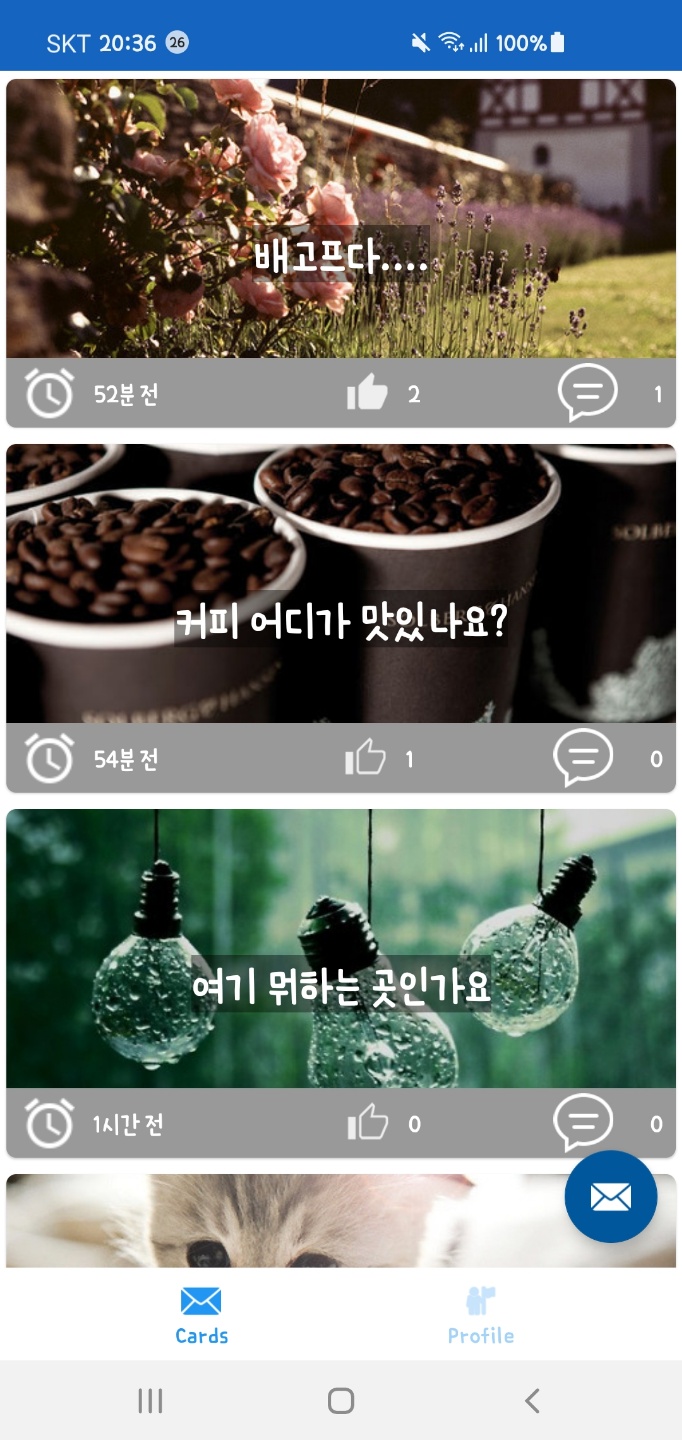 SKT 20:36 26 100%
배고프다....
52분 전 2 1
SOLBE
커피 어디가 맛있나요?
54분 전 1 0
여기 뭐하는 곳인가요
1시간 전 0 0
Cards Profile